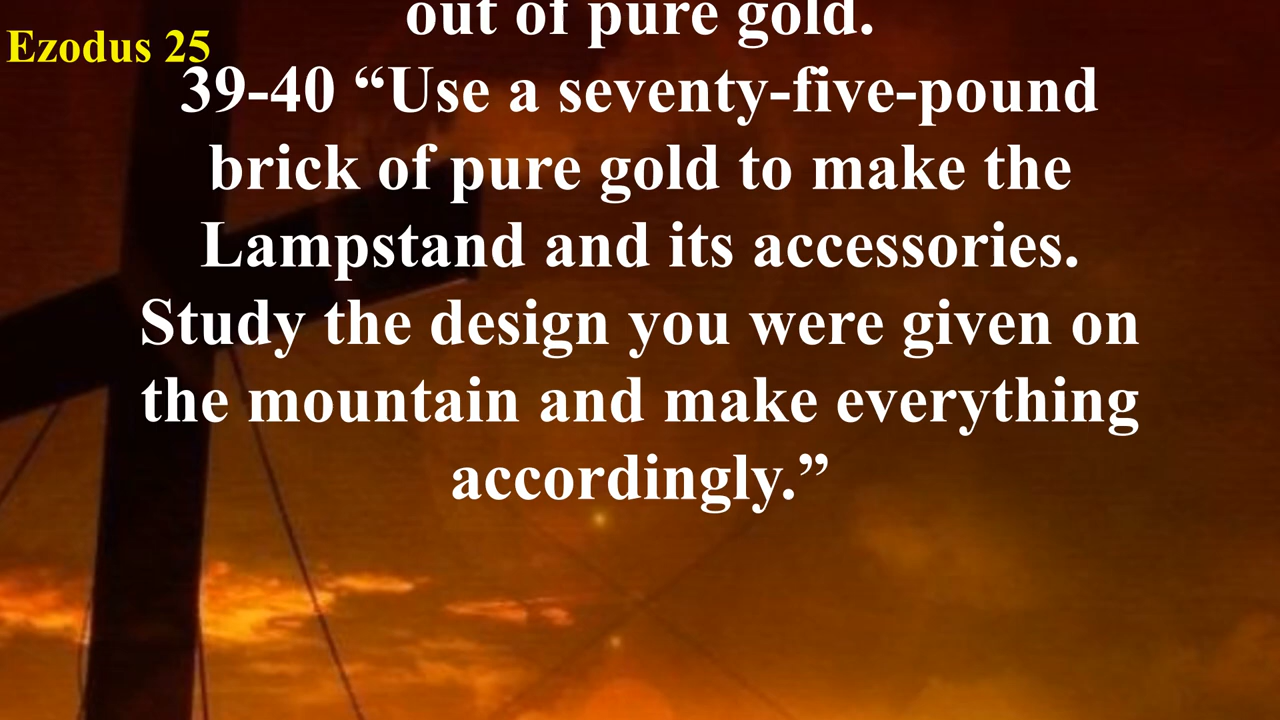 out of pure gold.
Ezodus 25
39-40 “Use a seventy-five-pound
brick of pure gold to make the
Lampstand and its accessories.
Study the design you were given on
the mountain and make everything
accordingly.”